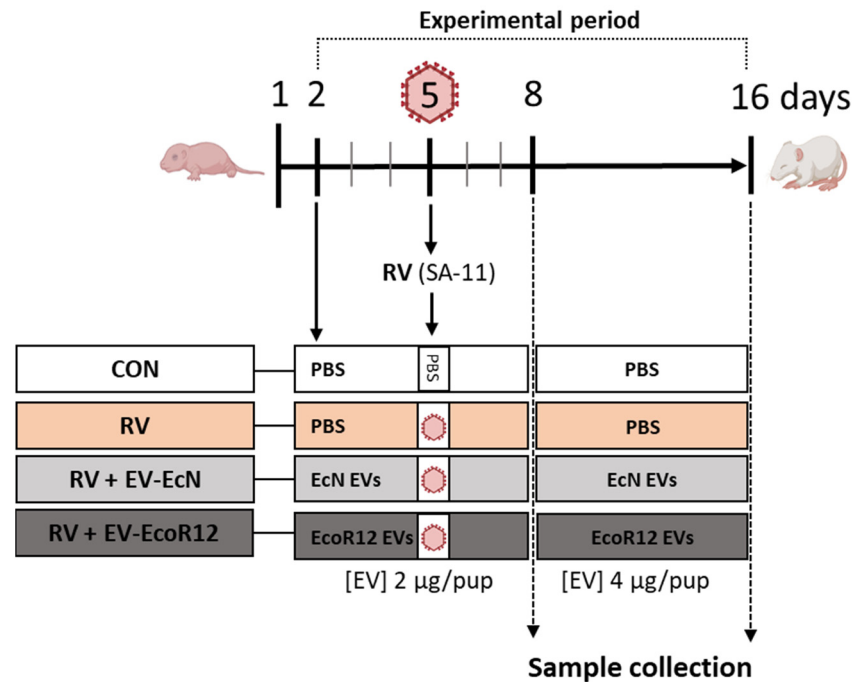 Experimental period
1 2 5 8 16 days
RV (SA-11)
CON PBS PBS PBS
RV PBS PBS
RV + EV-EcN EcN EVs EcN EVs
RV + EV-EcoR12 EcoR12 EVs EcoR12 EVs
[EV] 2 µg/pup [EV] 4 µg/pup
Sample collection